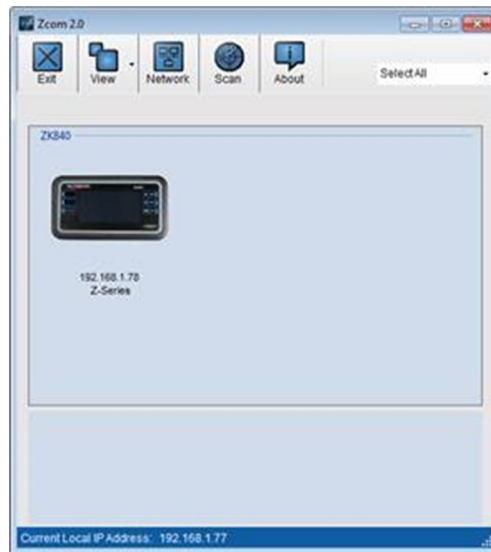 Zcom 2.0
Exit View Network Scan About Select All
ZK840
192.168.1.78
Z-Series
Current Local IP Address: 192.168.1.77